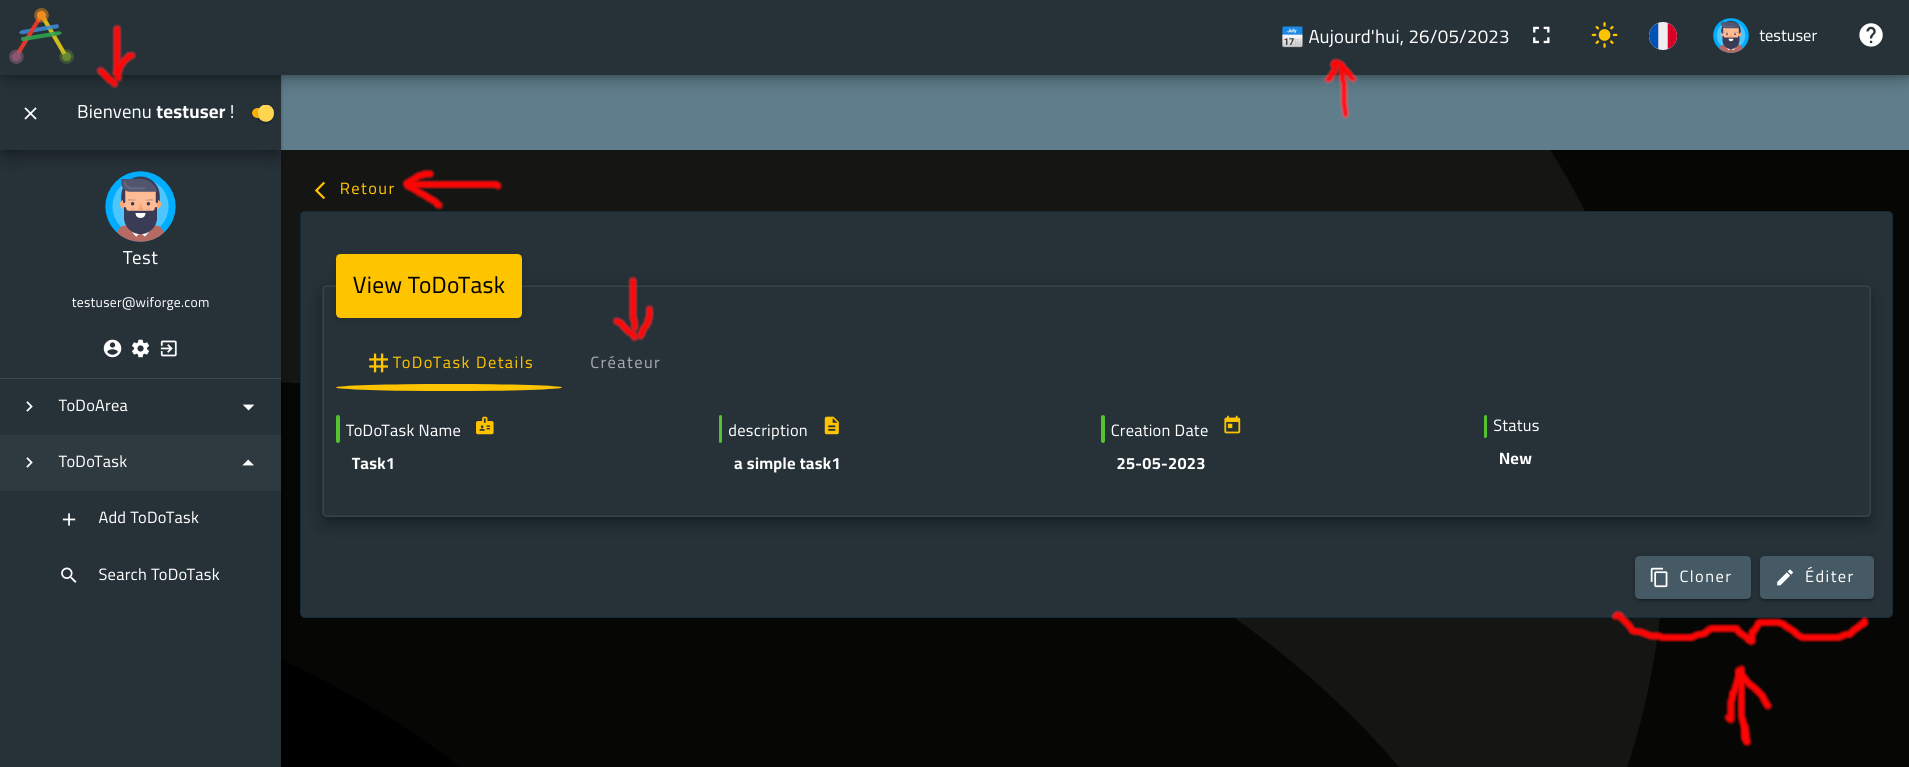 Aujourd'hui, 26/05/2023
testuser
Bienvenu testuser !
Retour
Test
testuser@wiforge.com
ToDoArea
ToDoTask
Add ToDoTask
Search ToDoTask
View ToDoTask
ToDoTask Details
Créateur
ToDoTask Name
Task1
description
a simple task1
Creation Date
25-05-2023
Status
New
Cloner
Éditer